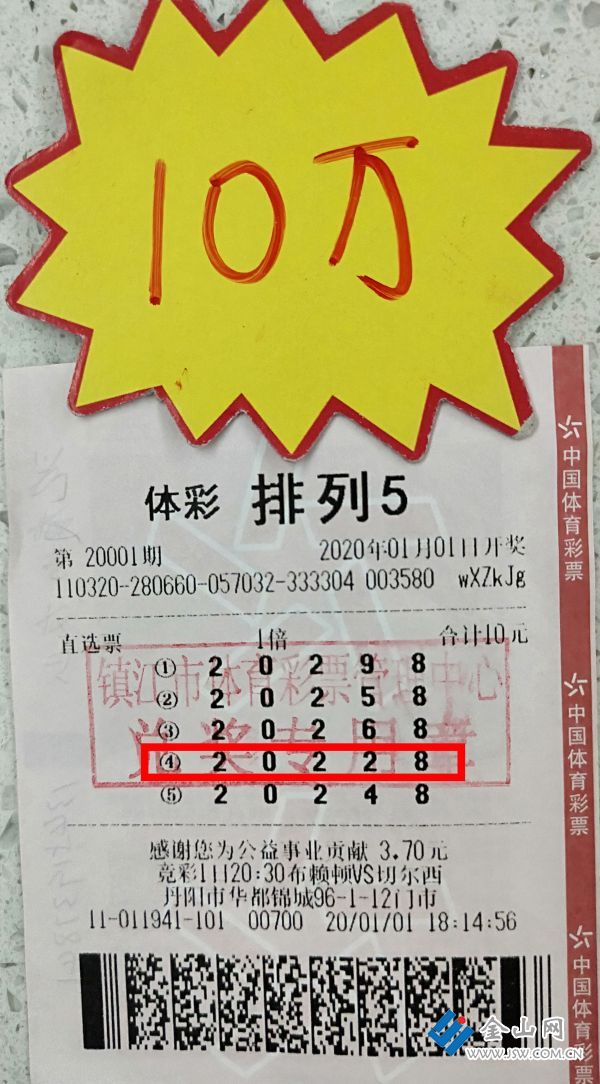 10万
体彩 排列5
第 20001期 2020年01月01日开奖
110320-280660-057032-333304 003580 wXZkJg
直选票 1倍 合计10元
① 2 0 2 9 8
② 2 0 2 5 8
③ 2 0 2 6 8
④ 2 0 2 2 8
⑤ 2 0 2 4 8
镇江市体育彩票管理中心
兑奖专用章
感谢您为公益事业贡献 3.70元
竞彩1日20:30布赖顿VS切尔西
丹阳市华都锦城96-1-12门市
11-011941-101 00700 20/01/01 18:14:56
中国体育彩票
中国体育彩票
中国体育彩票
金山网
WWW.JSW.COM.CN